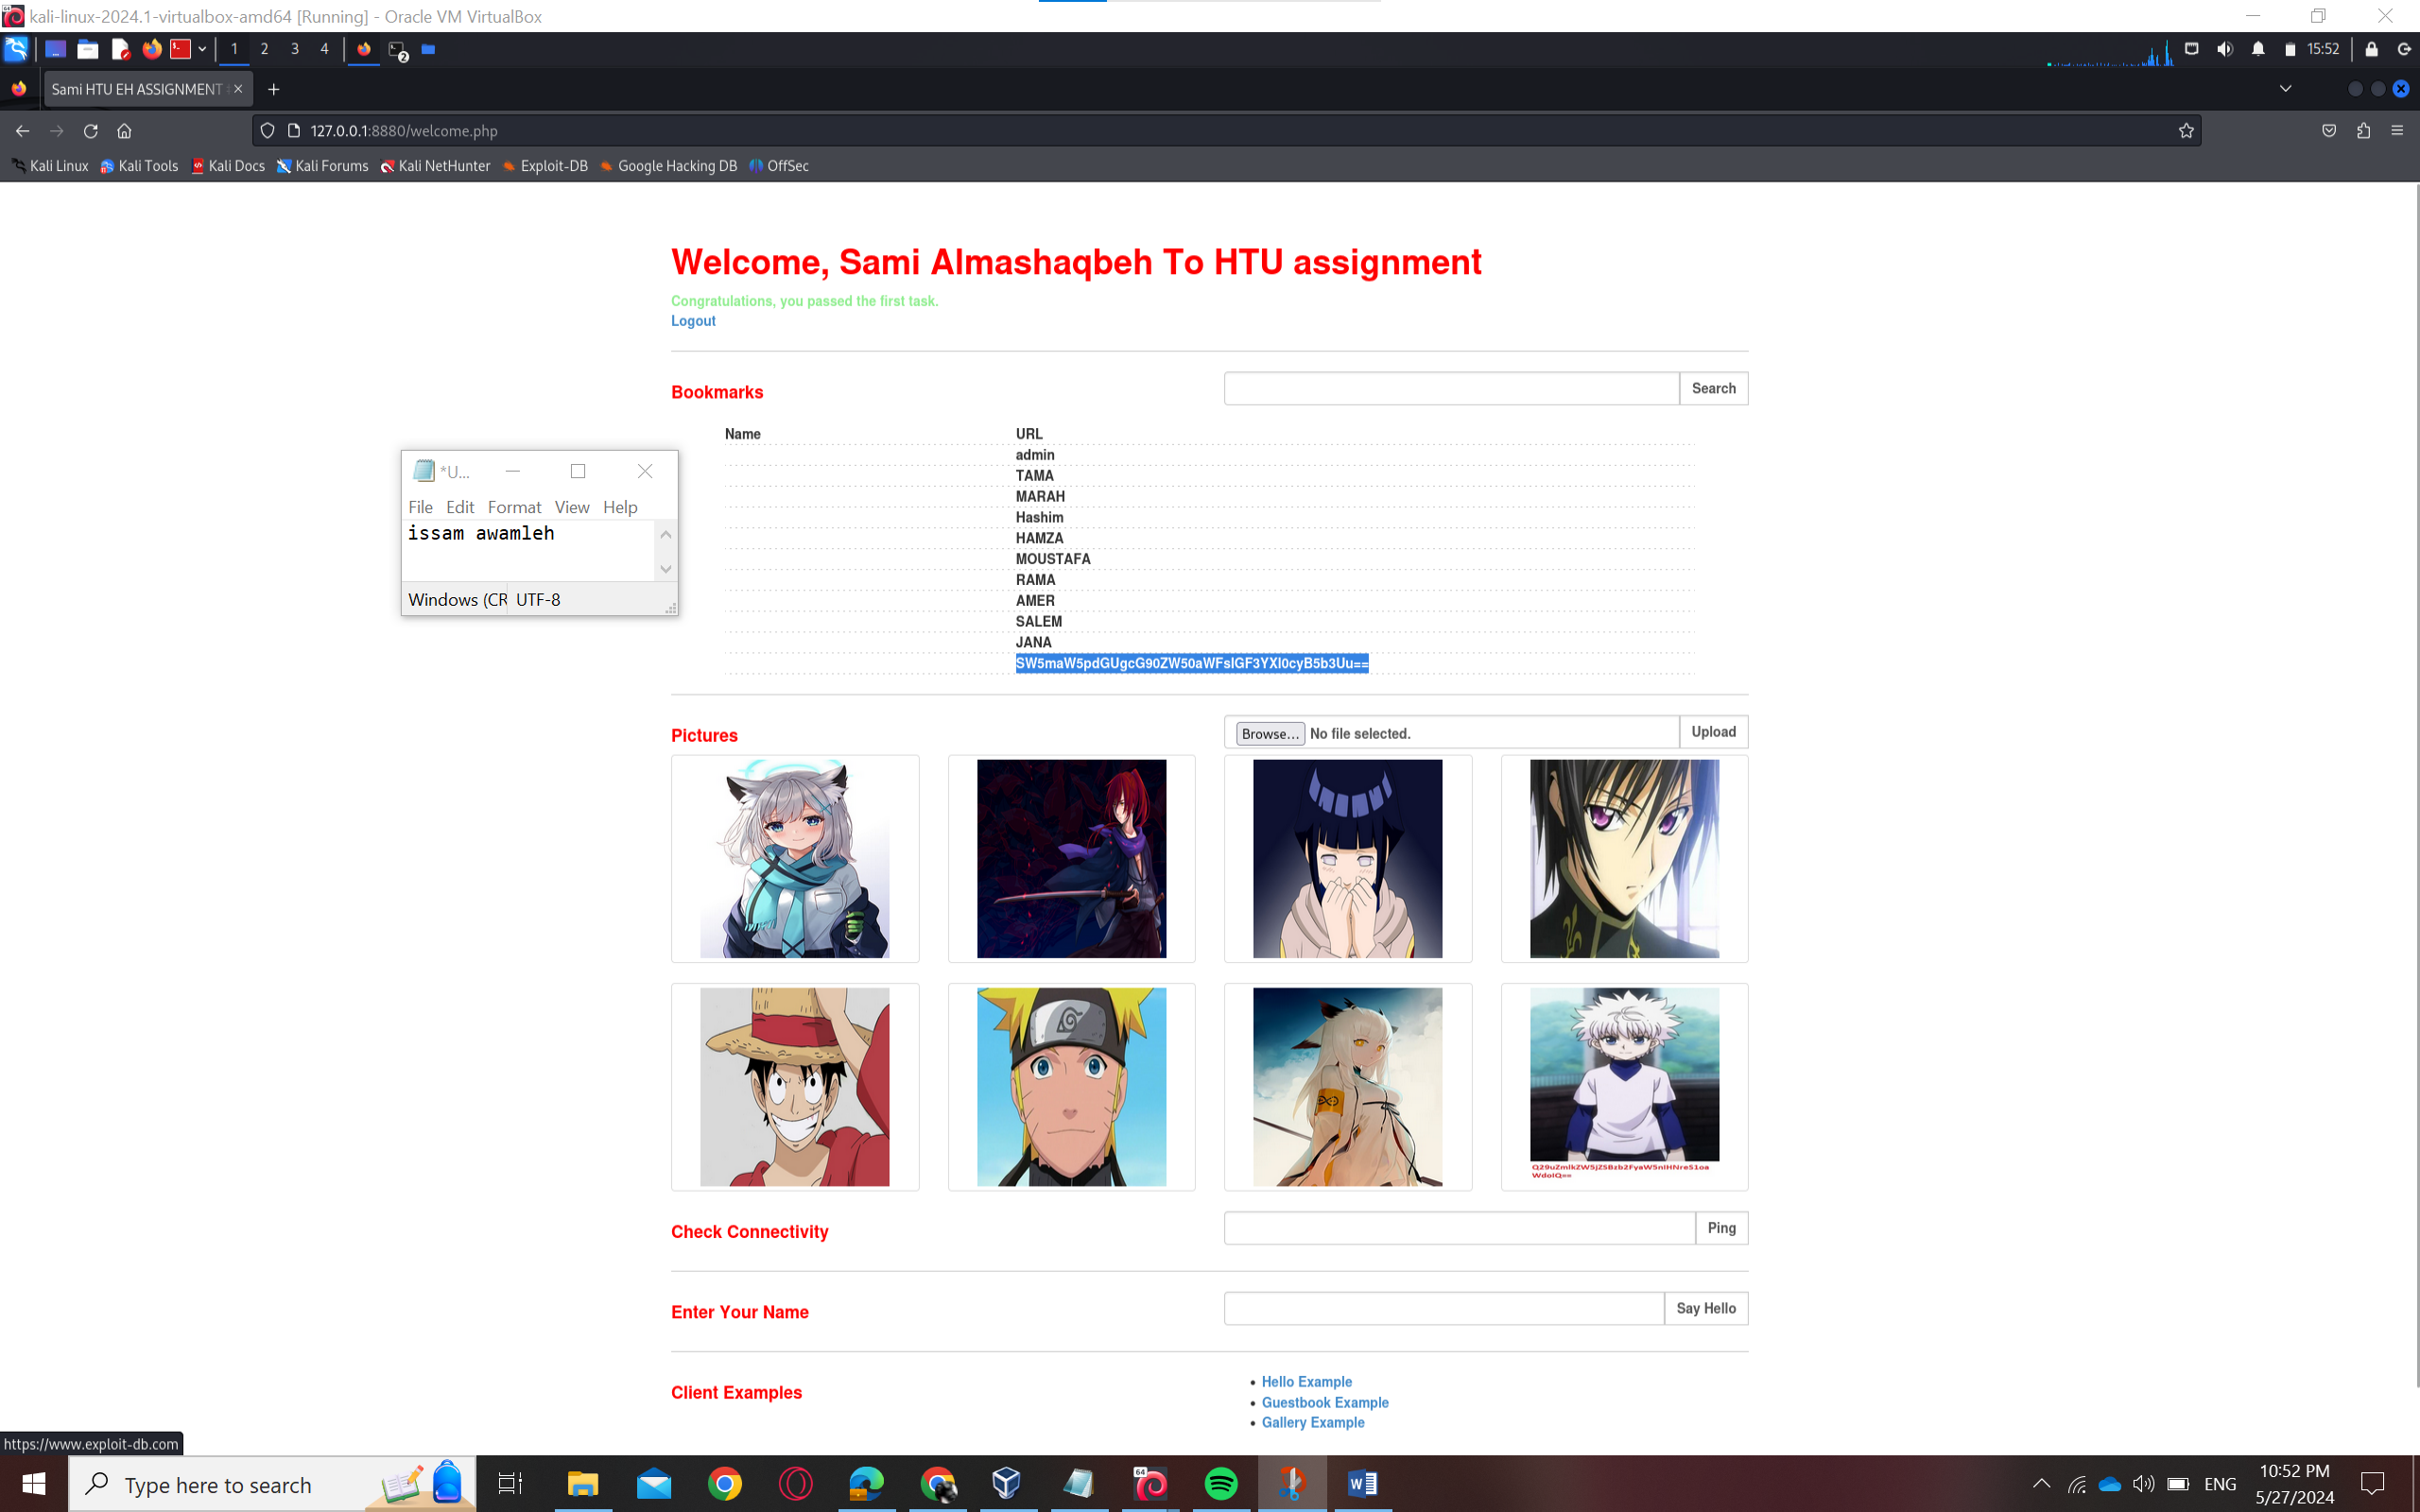 kali-linux-2024.1-virtualbox-amd64 [Running] - Oracle VM VirtualBox
1 2 3 4 2 15:52
Sami HTU EH ASSIGNMENT
127.0.0.1:8880/welcome.php
Kali Linux Kali Tools Kali Docs Kali Forums Kali NetHunter Exploit-DB Google Hacking DB OffSec
Welcome, Sami Almashaqbeh To HTU assignment
Congratulations, you passed the first task.
Logout
Bookmarks Search
Name URL
admin
TAMA
MARAH
Hashim
HAMZA
MOUSTAFA
RAMA
AMER
SALEM
JANA
SW5maW5pdGUgcG90ZW50aWFsIGF3YXI0cyB5b3Uu==
*U...
File Edit Format View Help
issam awamleh
Windows (CR UTF-8
Pictures Browse... No file selected. Upload
Q29uZmlkZW5jZSBzb2FyaW5nIHNreS1oa
WdoIQ==
Check Connectivity Ping
Enter Your Name Say Hello
Client Examples
Hello Example
Guestbook Example
Gallery Example
https://www.exploit-db.com
Type here to search
64
ENG
10:52 PM
5/27/2024